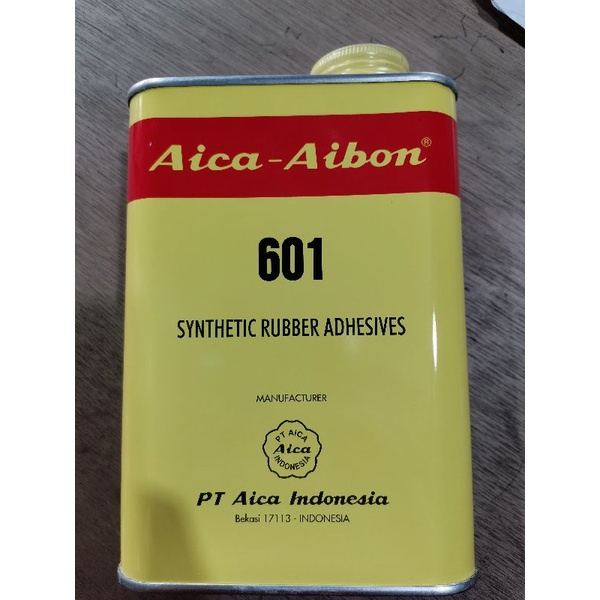 Aica-Aibon®
601
SYNTHETIC RUBBER ADHESIVES
MANUFACTURER
PT AICA
Aica
INDONESIA
PT Aica Indonesia
Bekasi 17113 - INDONESIA